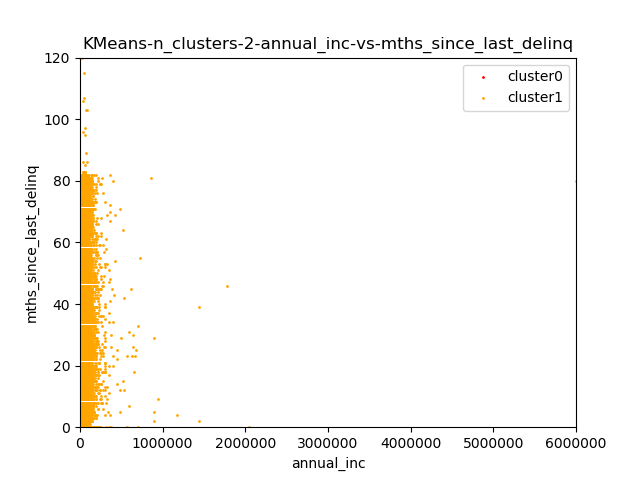 KMeans-n_clusters-2-annual_inc-vs-mths_since_last_delinq
120
100
80
60
40
20
0
mths_since_last_delinq
cluster0
cluster1
0 1000000 2000000 3000000 4000000 5000000 6000000
annual_inc